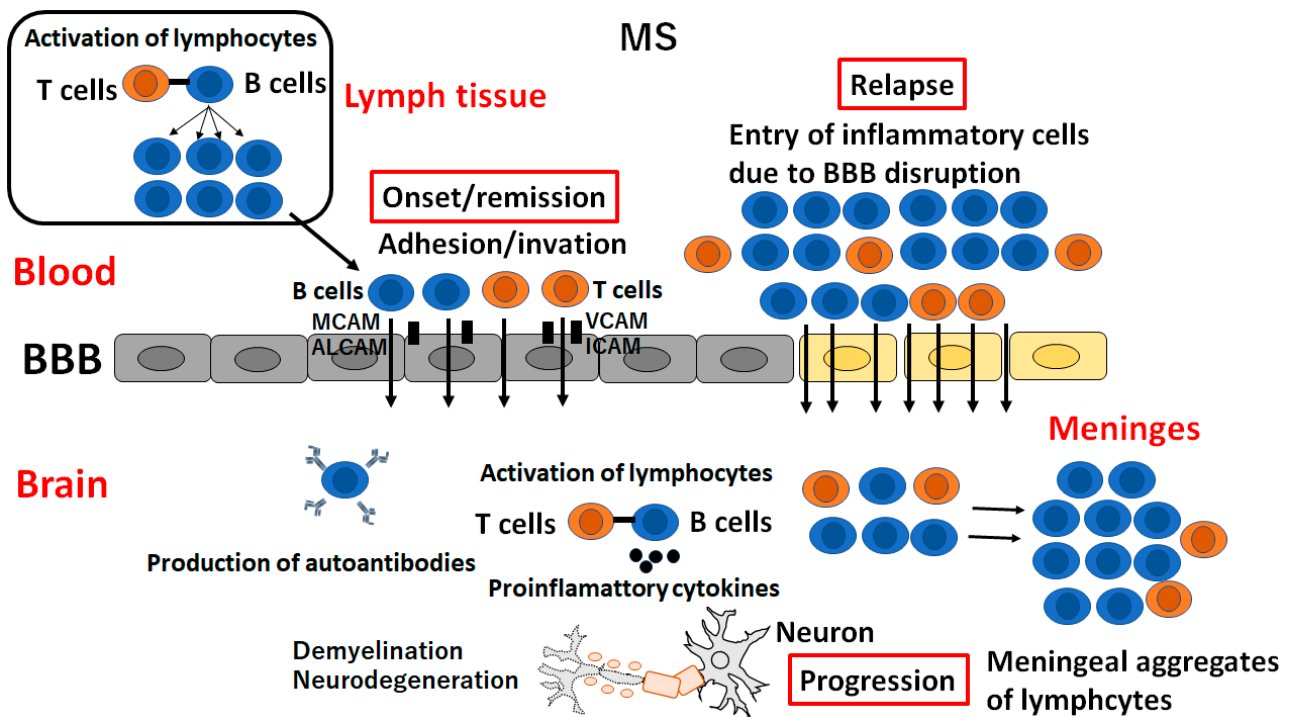 MS
Activation of lymphocytes
T cells
B cells
Lymph tissue
Relapse
Entry of inflammatory cells
due to BBB disruption
Onset/remission
Adhesion/invation
Blood
B cells
T cells
MCAM
ALCAM
VCAM
ICAM
BBB
Meninges
Brain
Activation of lymphocytes
T cells
B cells
Production of autoantibodies
Proinflamattory cytokines
Neuron
Demyelination
Neurodegeneration
Progression
Meningeal aggregates
of lymphcytes